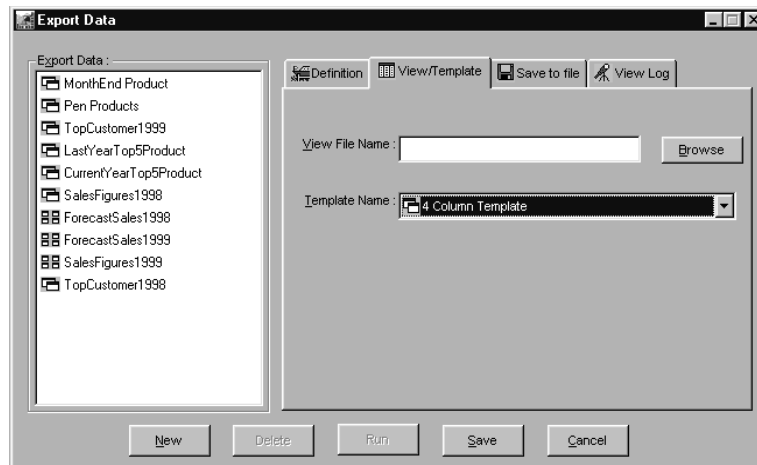 Export Data
Export Data :
MonthEnd Product
Pen Products
TopCustomer1999
LastYearTop5Product
CurrentYearTop5Product
SalesFigures1998
ForecastSales1998
ForecastSales1999
SalesFigures1999
TopCustomer1998
Definition
View/Template
Save to file
View Log
View File Name :
Browse
Template Name :
4 Column Template
New
Delete
Run
Save
Cancel